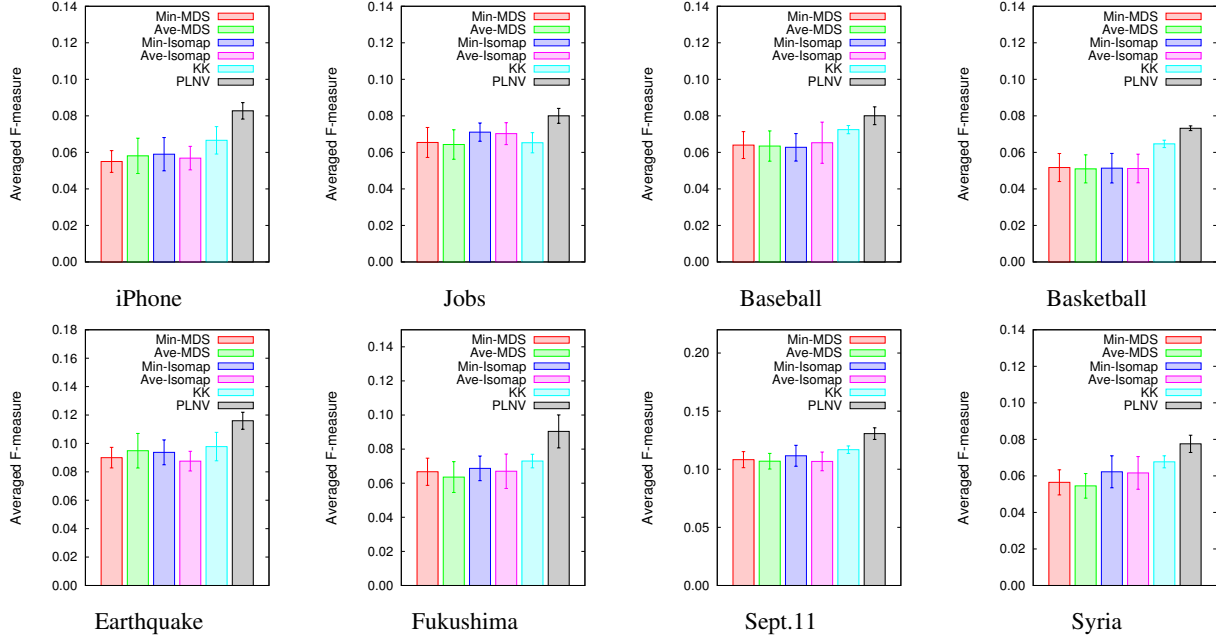 Averaged F-measure
0.14
0.12
0.10
0.08
0.06
0.04
0.02
0.00
Min-MDS
Ave-MDS
Min-Isomap
Ave-Isomap
KK
PLNV
iPhone
Averaged F-measure
0.14
0.12
0.10
0.08
0.06
0.04
0.02
0.00
Min-MDS
Ave-MDS
Min-Isomap
Ave-Isomap
KK
PLNV
Jobs
Averaged F-measure
0.14
0.12
0.10
0.08
0.06
0.04
0.02
0.00
Min-MDS
Ave-MDS
Min-Isomap
Ave-Isomap
KK
PLNV
Baseball
Averaged F-measure
0.14
0.12
0.10
0.08
0.06
0.04
0.02
0.00
Min-MDS
Ave-MDS
Min-Isomap
Ave-Isomap
KK
PLNV
Basketball
Averaged F-measure
0.18
0.16
0.14
0.12
0.10
0.08
0.06
0.04
0.02
0.00
Min-MDS
Ave-MDS
Min-Isomap
Ave-Isomap
KK
PLNV
Earthquake
Averaged F-measure
0.14
0.12
0.10
0.08
0.06
0.04
0.02
0.00
Min-MDS
Ave-MDS
Min-Isomap
Ave-Isomap
KK
PLNV
Fukushima
Averaged F-measure
0.20
0.15
0.10
0.05
0.00
Min-MDS
Ave-MDS
Min-Isomap
Ave-Isomap
KK
PLNV
Sept.11
Averaged F-measure
0.14
0.12
0.10
0.08
0.06
0.04
0.02
0.00
Min-MDS
Ave-MDS
Min-Isomap
Ave-Isomap
KK
PLNV
Syria